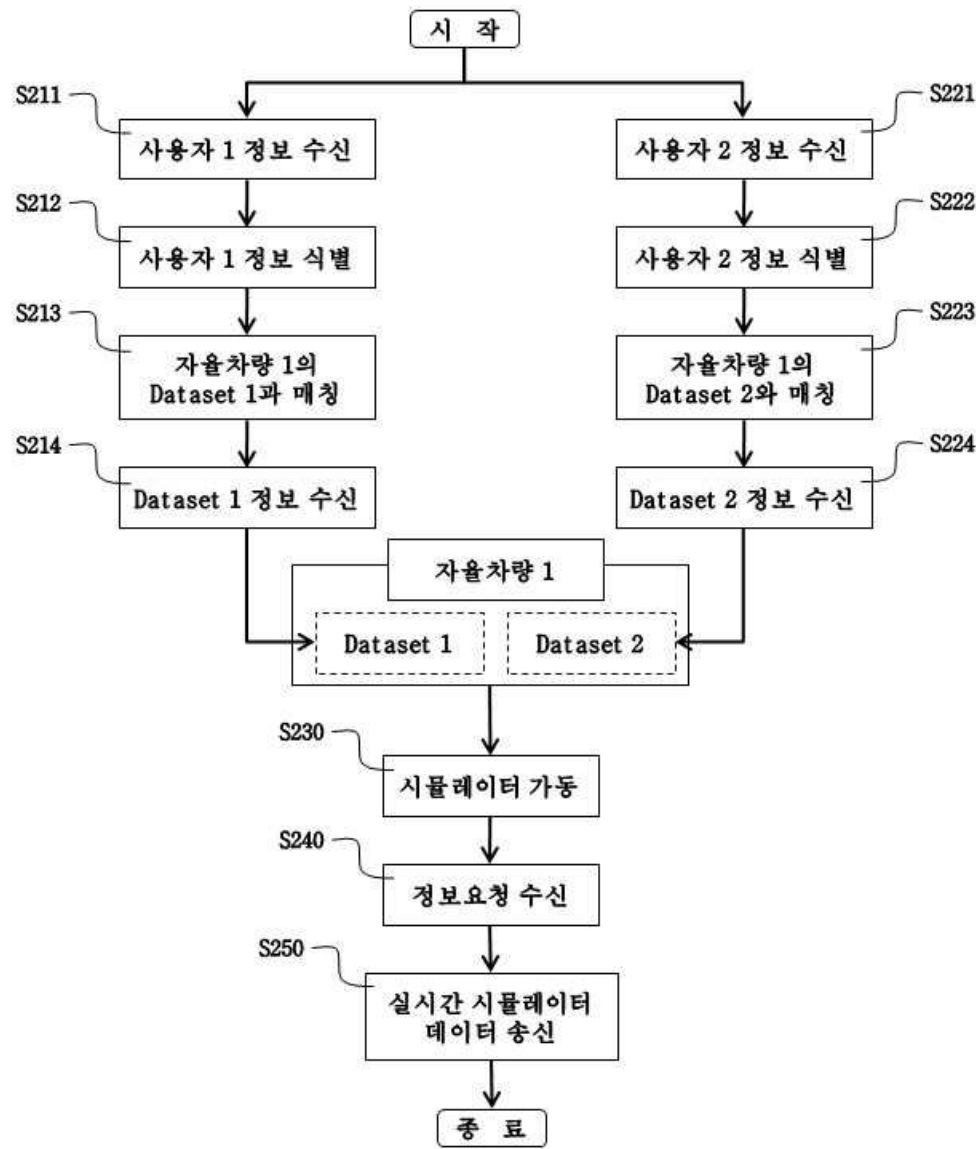 시 작
S211
사용자 1 정보 수신
S221
사용자 2 정보 수신
S212
사용자 1 정보 식별
S222
사용자 2 정보 식별
S213
자율차량 1의
Dataset 1과 매칭
S223
자율차량 1의
Dataset 2와 매칭
S214
Dataset 1 정보 수신
S224
Dataset 2 정보 수신
자율차량 1
Dataset 1
Dataset 2
S230
시뮬레이터 가동
S240
정보요청 수신
S250
실시간 시뮬레이터
데이터 송신
종 료